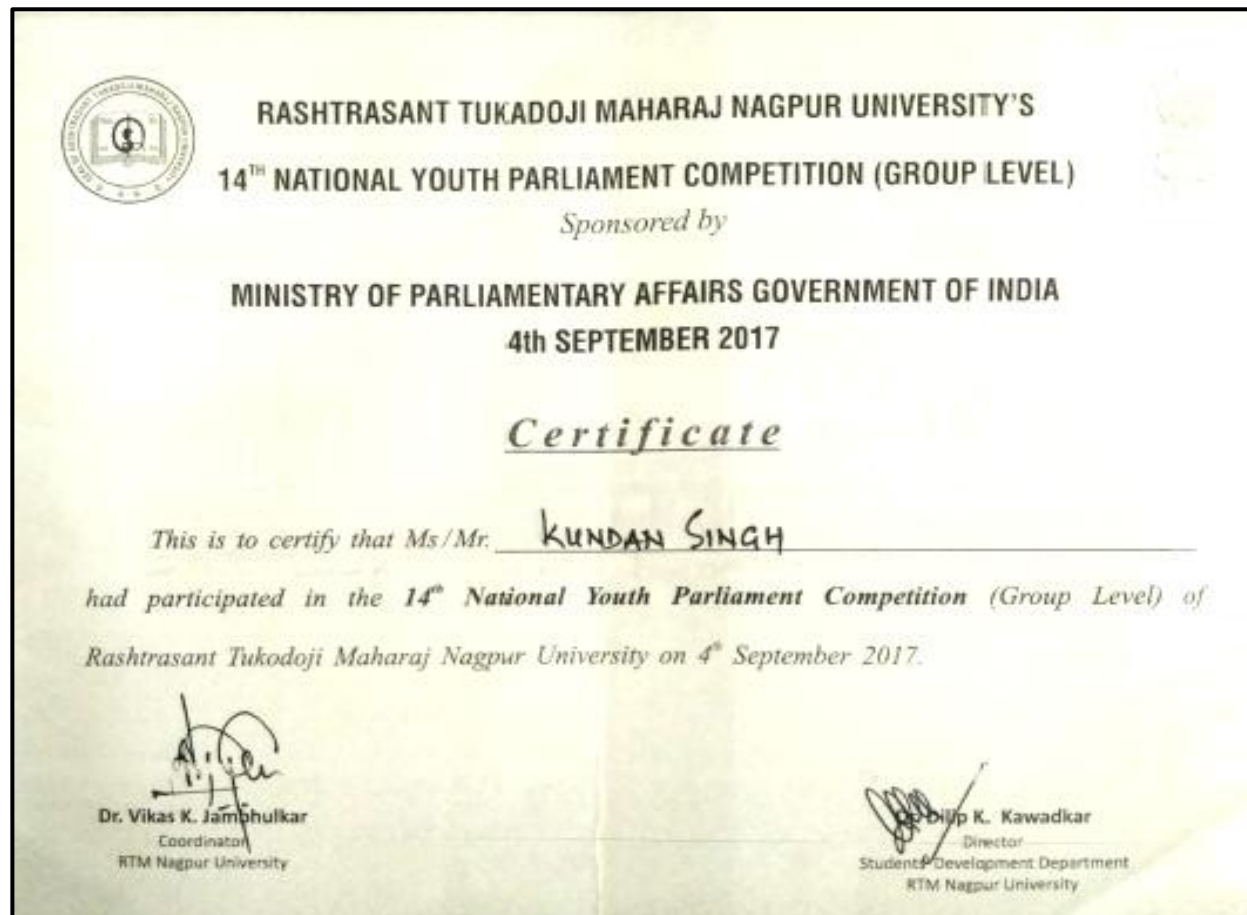 RASHTRASANT TUKADOJI MAHARAJ NAGPUR UNIVERSITY'S
14TH NATIONAL YOUTH PARLIAMENT COMPETITION (GROUP LEVEL)
Sponsored by
MINISTRY OF PARLIAMENTARY AFFAIRS GOVERNMENT OF INDIA
4th SEPTEMBER 2017
Certificate
This is to certify that Ms/Mr. KUNDAN SINGH
had participated in the 14th National Youth Parliament Competition (Group Level) of
Rashtrasant Tukodoji Maharaj Nagpur University on 4th September 2017.
Dr. Vikas K. Jambhulkar
Coordinator
RTM Nagpur University
Dilip K. Kawadkar
Director
Students Development Department
RTM Nagpur University